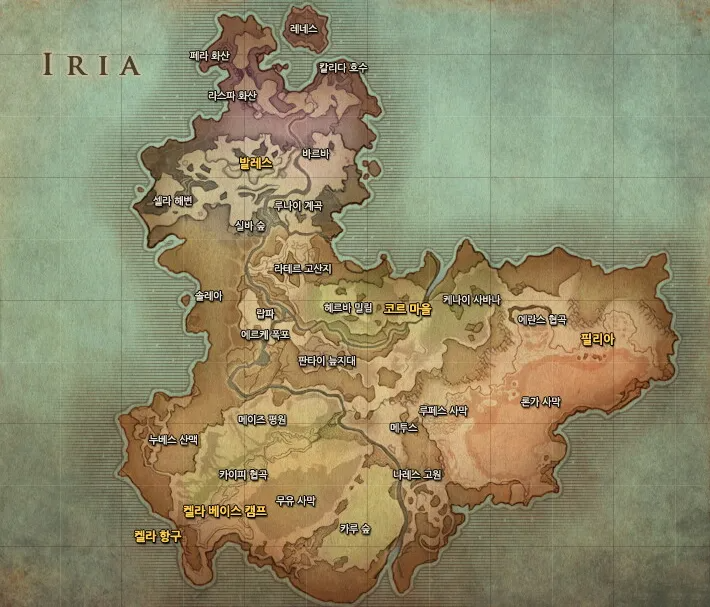 레네스
페라 화산
IRIA
칼리다 호수
라스파 화산
바르바
발레스
셀라 해변
루나이 계곡
실바 숲
라테르 고산지
솔레아
케나이 사바나
헤르바 밀림
코르 마을
랍파
에란스 협곡
에르케 폭포
필리아
판타이 늪지대
론가 사막
루페스 사막
메이즈 평원
메투스
누베스 산맥
카이피 협곡
나레스 고원
무유 사막
켈라 베이스 캠프
카루 숲
켈라 항구